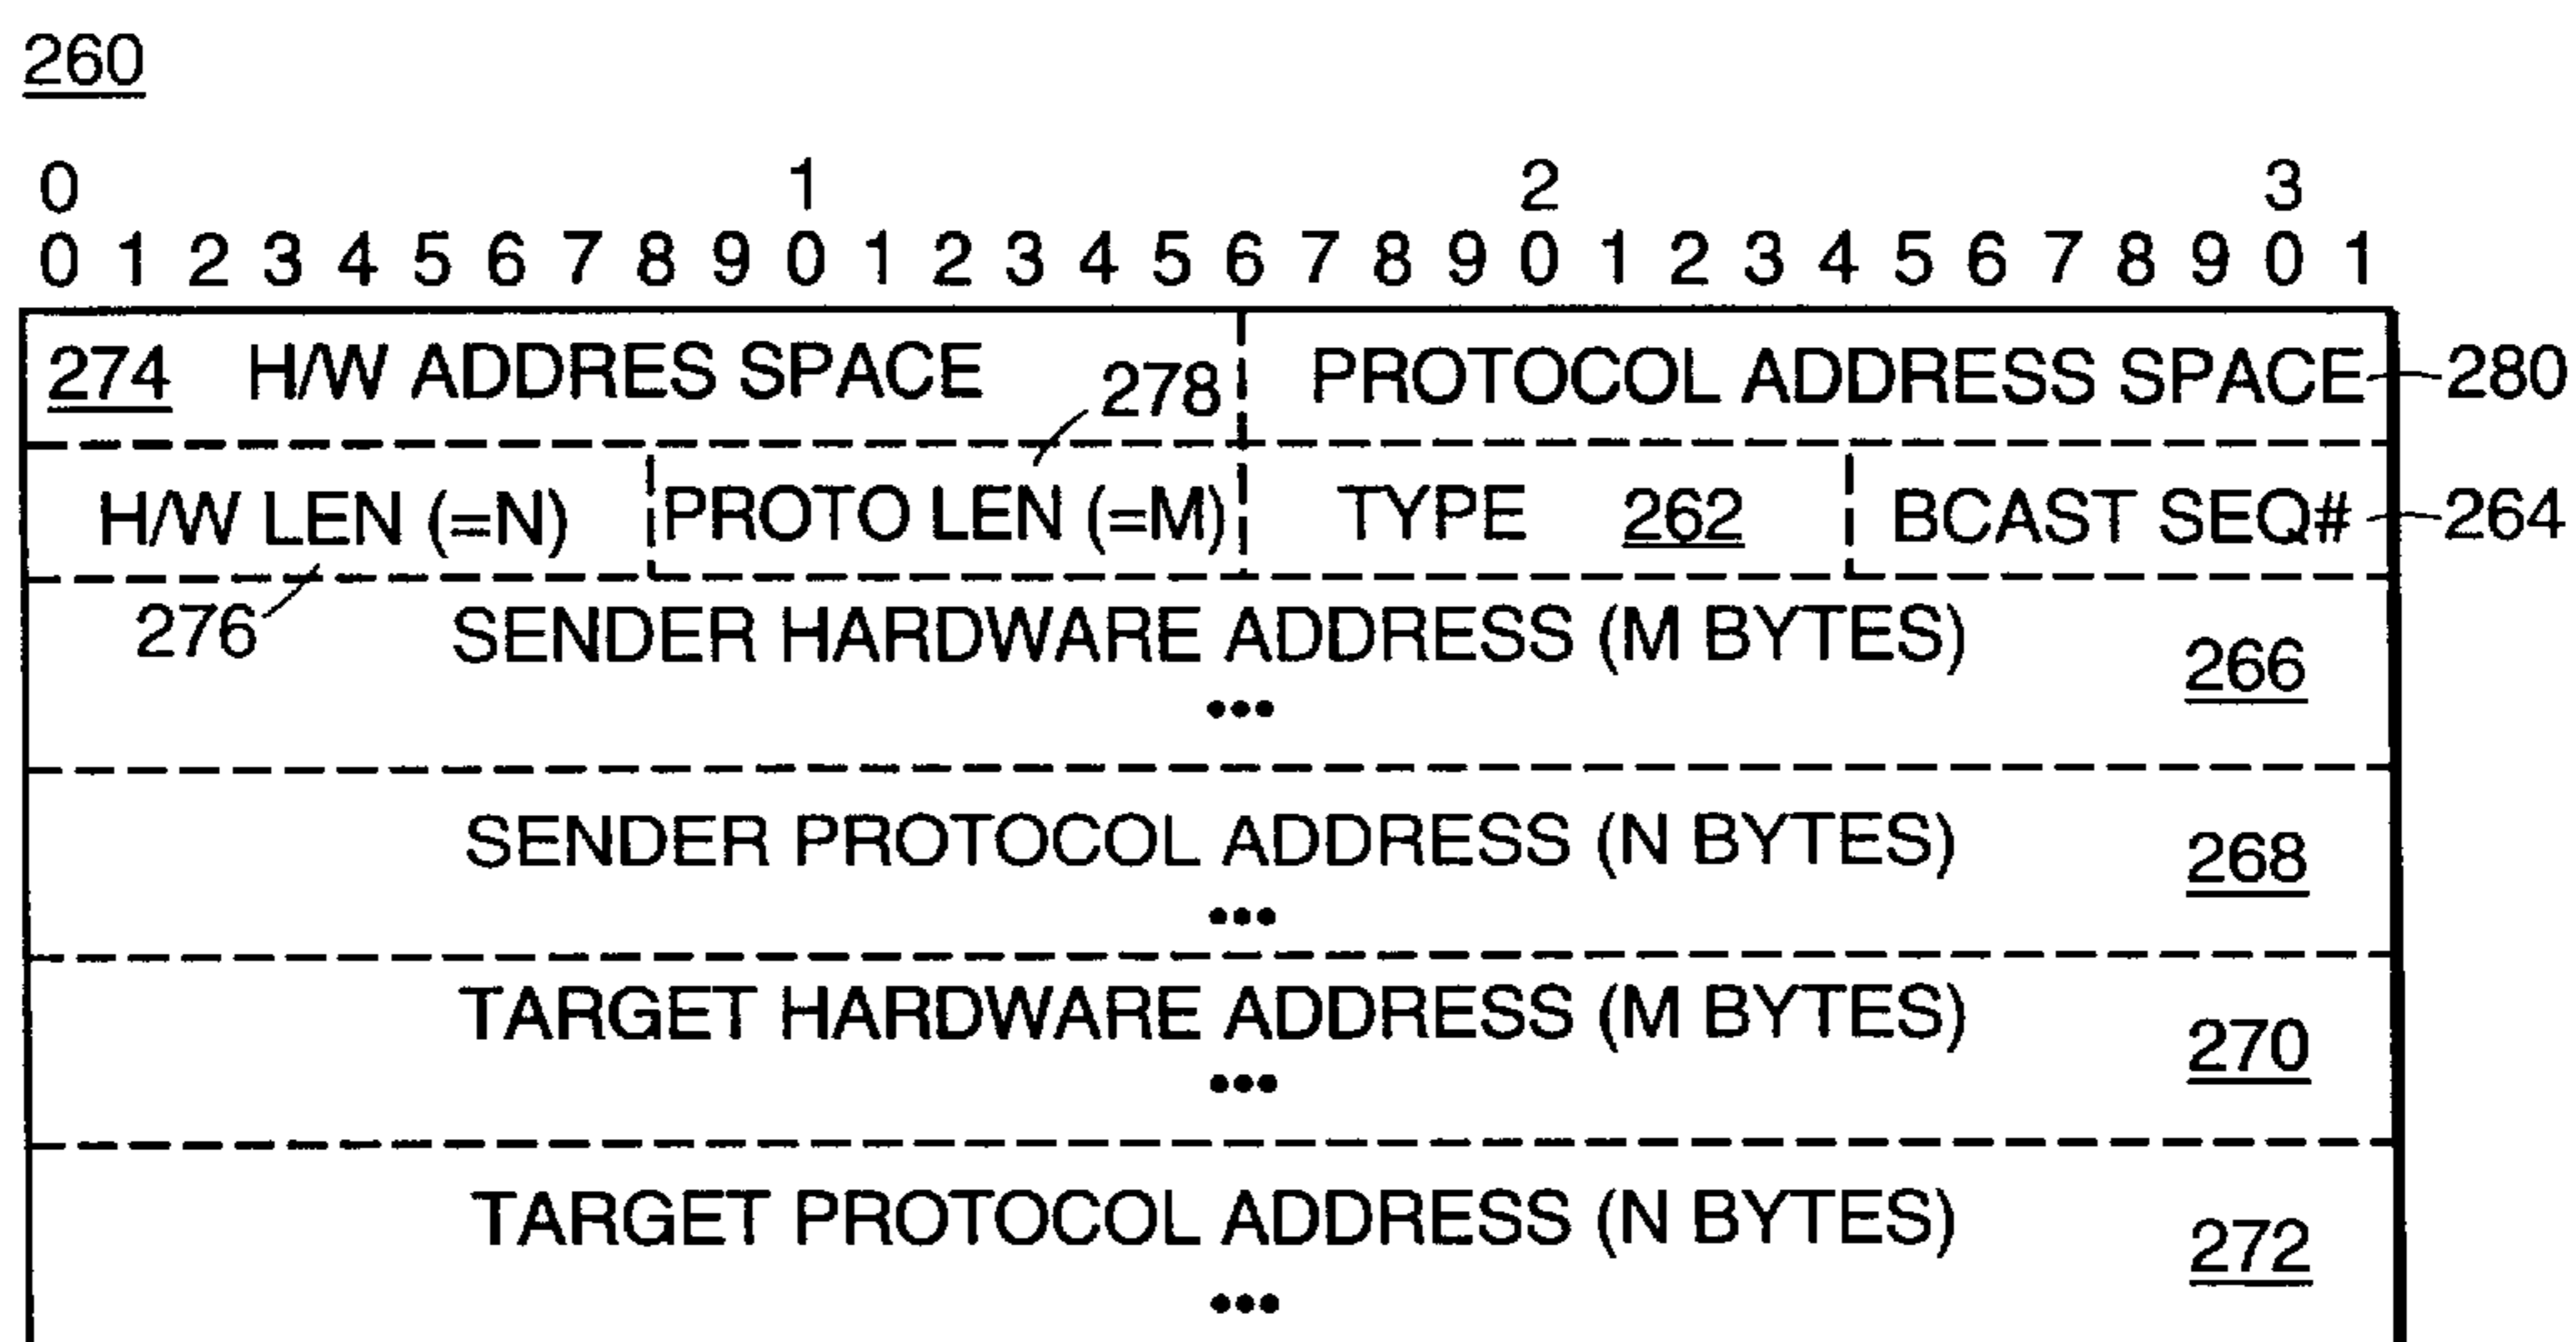 260
0 1 2 3
0 1 2 3 4 5 6 7 8 9 0 1 2 3 4 5 6 7 8 9 0 1 2 3 4 5 6 7 8 9 0 1
274 H/W ADDRES SPACE 278 PROTOCOL ADDRESS SPACE 280
H/W LEN (=N) PROTO LEN (=M) TYPE 262 BCAST SEQ# 264
276 SENDER HARDWARE ADDRESS (M BYTES) 266
•••
SENDER PROTOCOL ADDRESS (N BYTES) 268
•••
TARGET HARDWARE ADDRESS (M BYTES) 270
•••
TARGET PROTOCOL ADDRESS (N BYTES) 272
•••